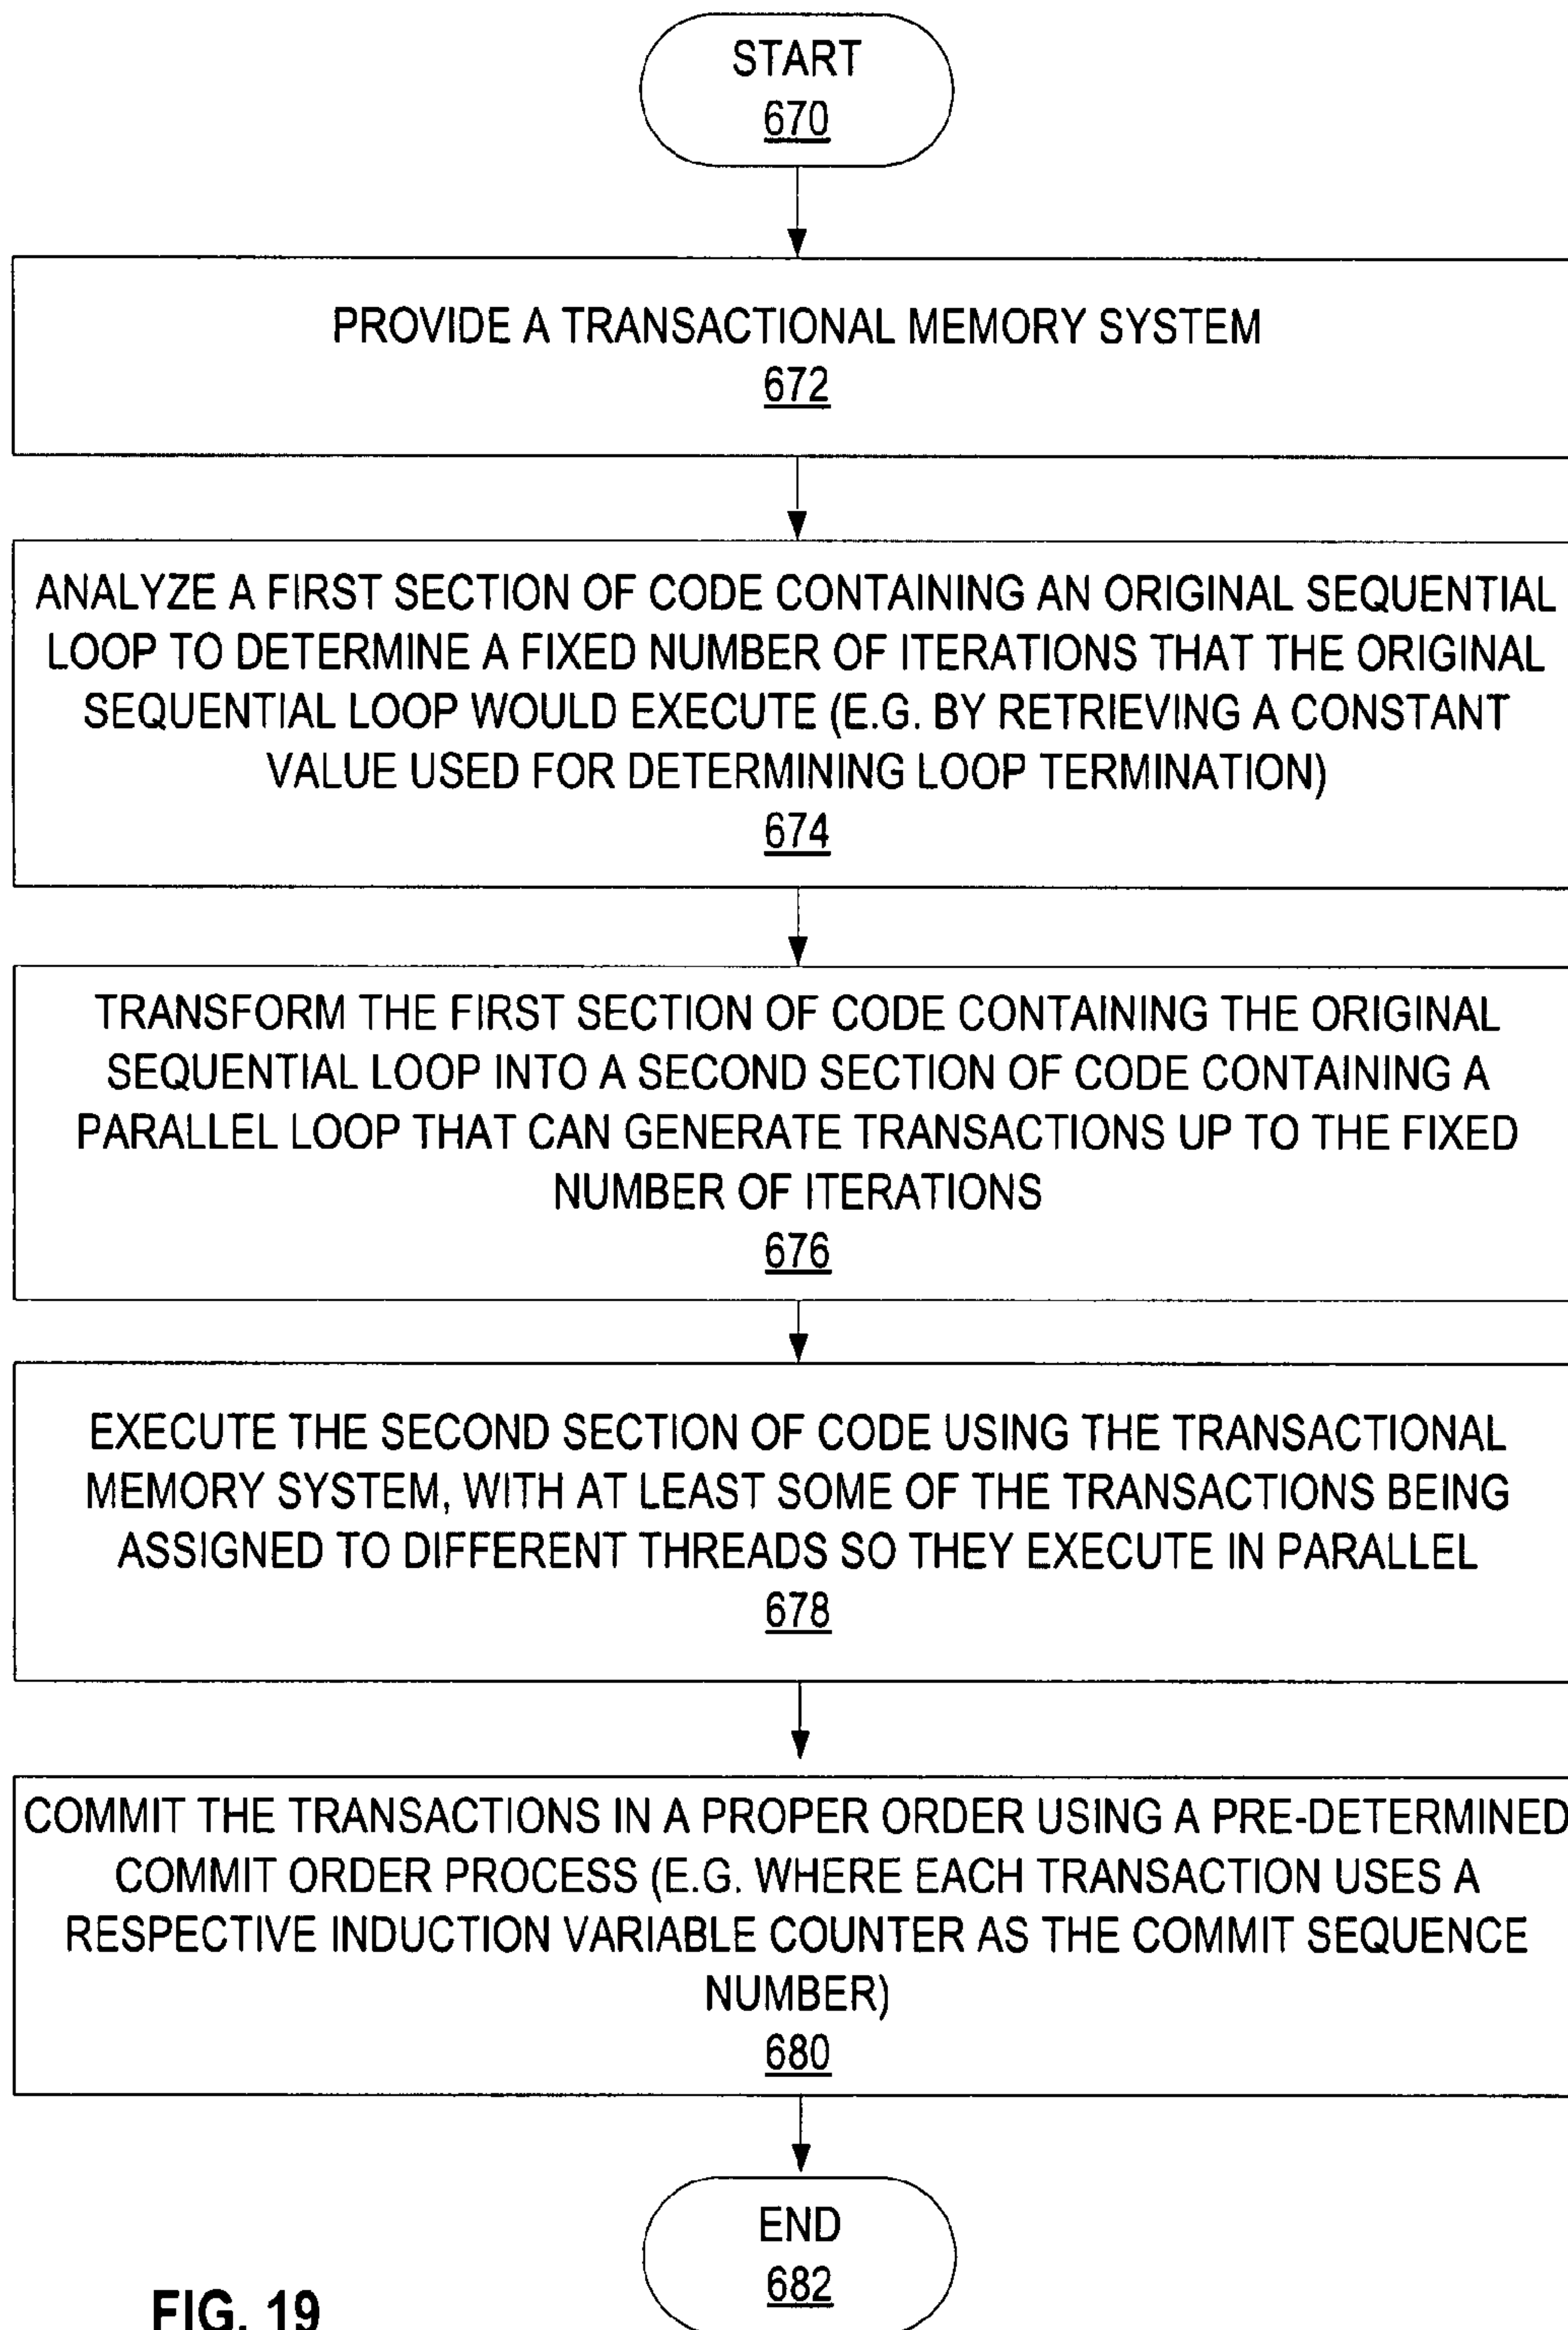 START
670
PROVIDE A TRANSACTIONAL MEMORY SYSTEM
672
ANALYZE A FIRST SECTION OF CODE CONTAINING AN ORIGINAL SEQUENTIAL
LOOP TO DETERMINE A FIXED NUMBER OF ITERATIONS THAT THE ORIGINAL
SEQUENTIAL LOOP WOULD EXECUTE (E.G. BY RETRIEVING A CONSTANT
VALUE USED FOR DETERMINING LOOP TERMINATION)
674
TRANSFORM THE FIRST SECTION OF CODE CONTAINING THE ORIGINAL
SEQUENTIAL LOOP INTO A SECOND SECTION OF CODE CONTAINING A
PARALLEL LOOP THAT CAN GENERATE TRANSACTIONS UP TO THE FIXED
NUMBER OF ITERATIONS
676
EXECUTE THE SECOND SECTION OF CODE USING THE TRANSACTIONAL
MEMORY SYSTEM, WITH AT LEAST SOME OF THE TRANSACTIONS BEING
ASSIGNED TO DIFFERENT THREADS SO THEY EXECUTE IN PARALLEL
678
COMMIT THE TRANSACTIONS IN A PROPER ORDER USING A PRE-DETERMINED
COMMIT ORDER PROCESS (E.G. WHERE EACH TRANSACTION USES A
RESPECTIVE INDUCTION VARIABLE COUNTER AS THE COMMIT SEQUENCE
NUMBER)
680
END
682
FIG. 19